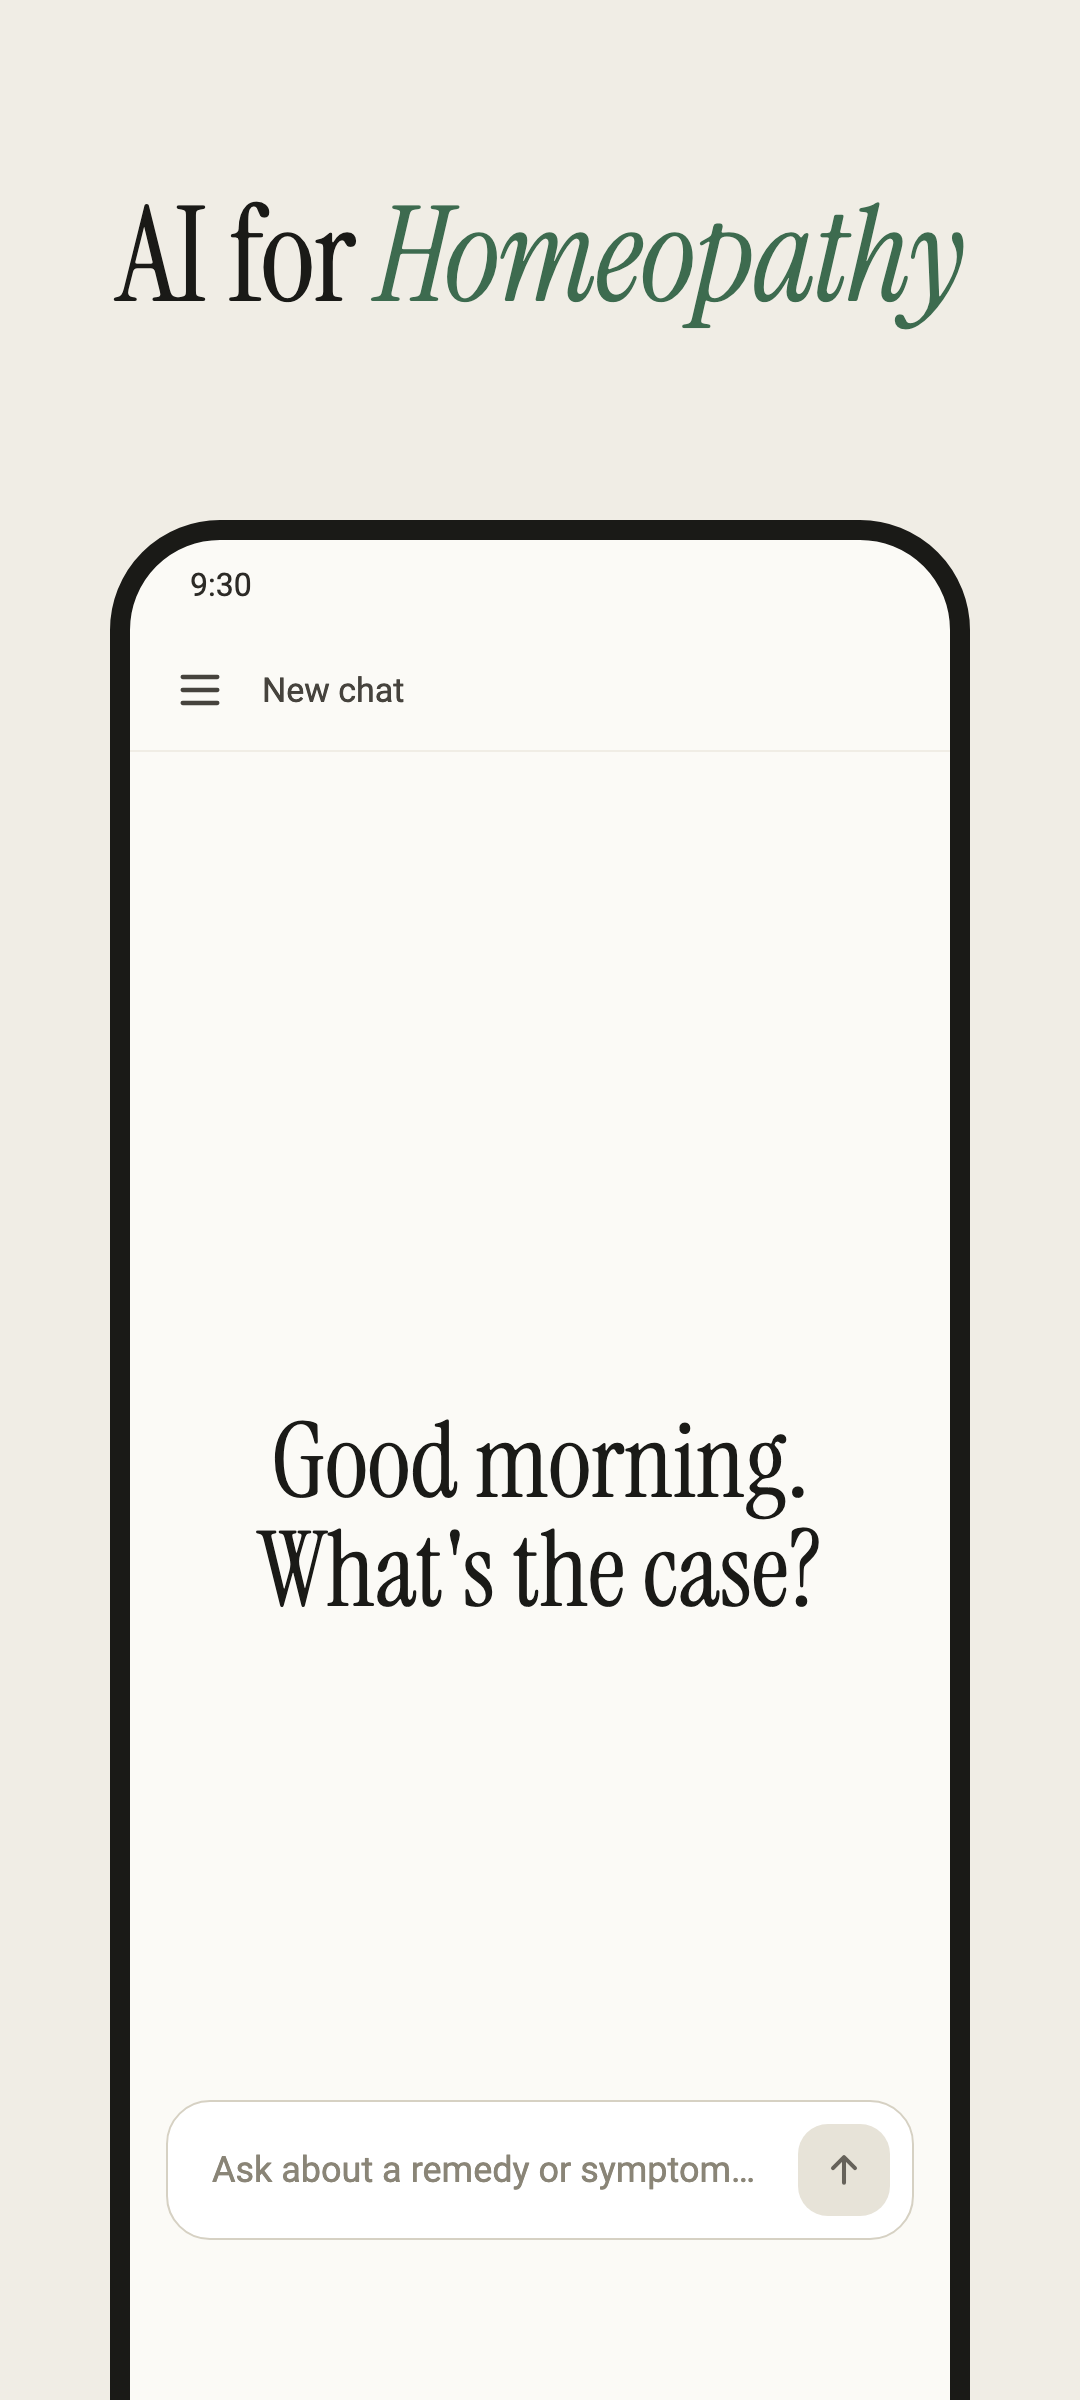 AI for Homeopathy
9:30
New chat
Good morning.
What's the case?
Ask about a remedy or symptom...